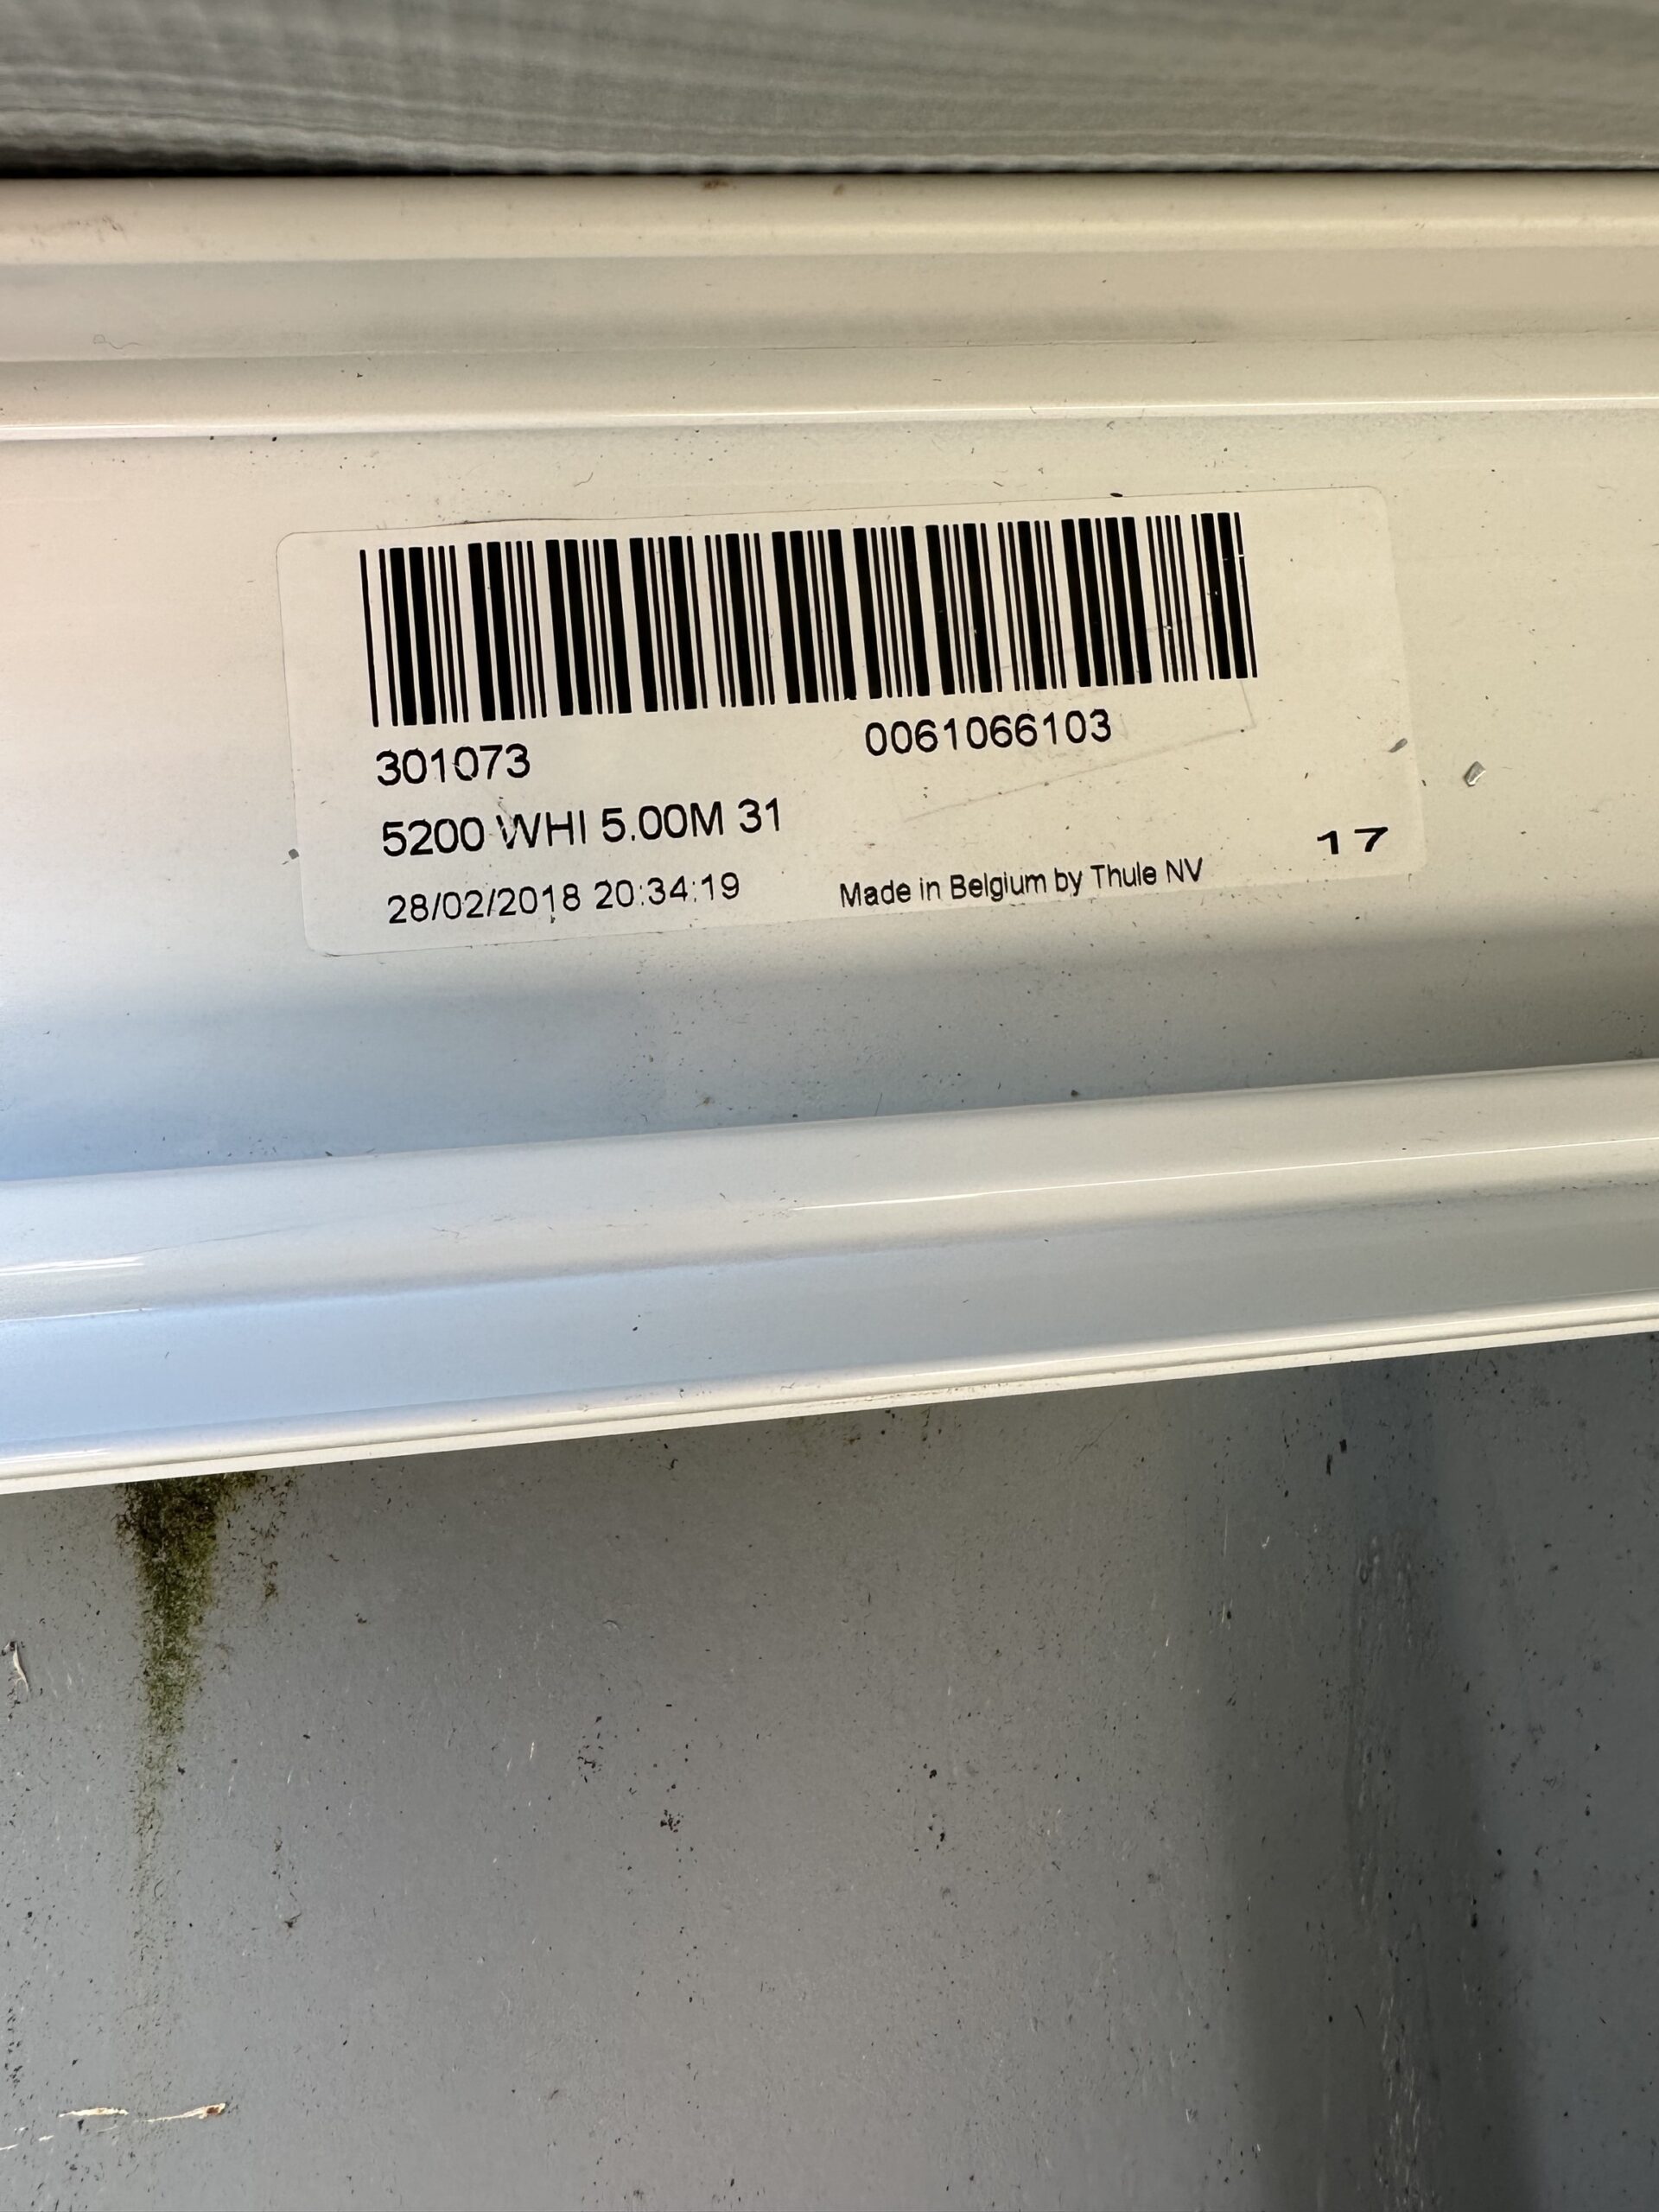 301073 0061066103
5200 WHI 5.00M 31
28/02/2018 20:34:19 Made in Belgium by Thule NV 17